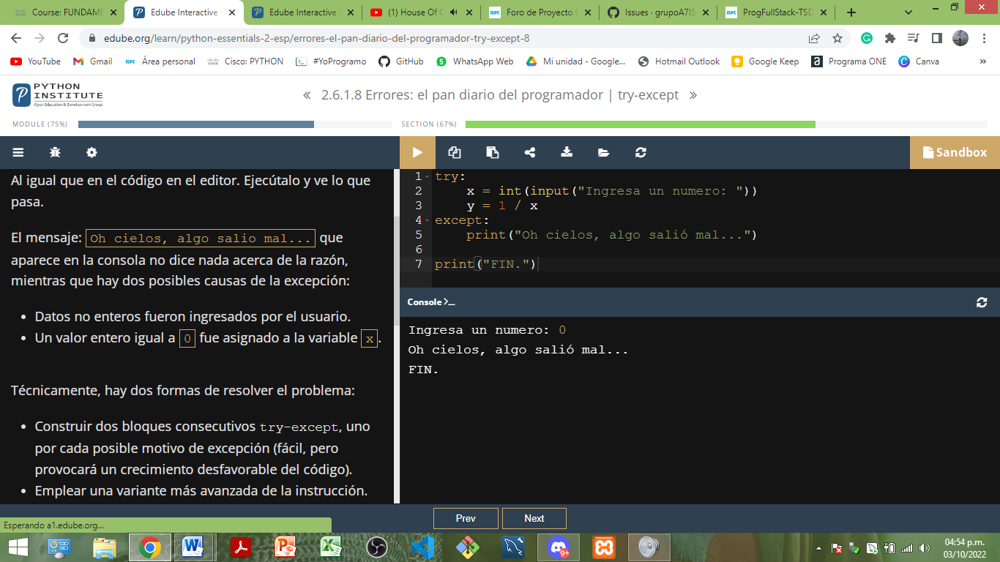 Course: FUNDAME
Edube Interactive
Edube Interactive
(1) House Of C
Foro de Proyecto I
Issues · grupoA7IS
ProgFullStack-TSD
edube.org/learn/python-essentials-2-esp/errores-el-pan-diario-del-programador-try-except-8
YouTube
Gmail
Área personal
Cisco: PYTHON
#YoProgramo
GitHub
WhatsApp Web
Mi unidad - Google...
Hotmail Outlook
Google Keep
Programa ONE
Canva
»
PYTHON
INSTITUTE
Open Education & Development Group
« 2.6.1.8 Errores: el pan diario del programador | try-except »
MODULE (75%)
SECTION (67%)
Sandbox
Al igual que en el código en el editor. Ejecútalo y ve lo que
pasa.
El mensaje: Oh cielos, algo salio mal... que
aparece en la consola no dice nada acerca de la razón,
mientras que hay dos posibles causas de la excepción:
• Datos no enteros fueron ingresados por el usuario.
• Un valor entero igual a 0 fue asignado a la variable x.
Técnicamente, hay dos formas de resolver el problema:
• Construir dos bloques consecutivos try-except, uno
por cada posible motivo de excepción (fácil, pero
provocará un crecimiento desfavorable del código).
• Emplear una variante más avanzada de la instrucción.
1 try:
2 x = int(input("Ingresa un numero: "))
3 y = 1 / x
4 except:
5 print("Oh cielos, algo salió mal...")
6
7 print("FIN.")
Console >_
Ingresa un numero: 0
Oh cielos, algo salió mal...
FIN.
Prev
Next
Esperando a1.edube.org...
9+
04:54 p.m.
03/10/2022